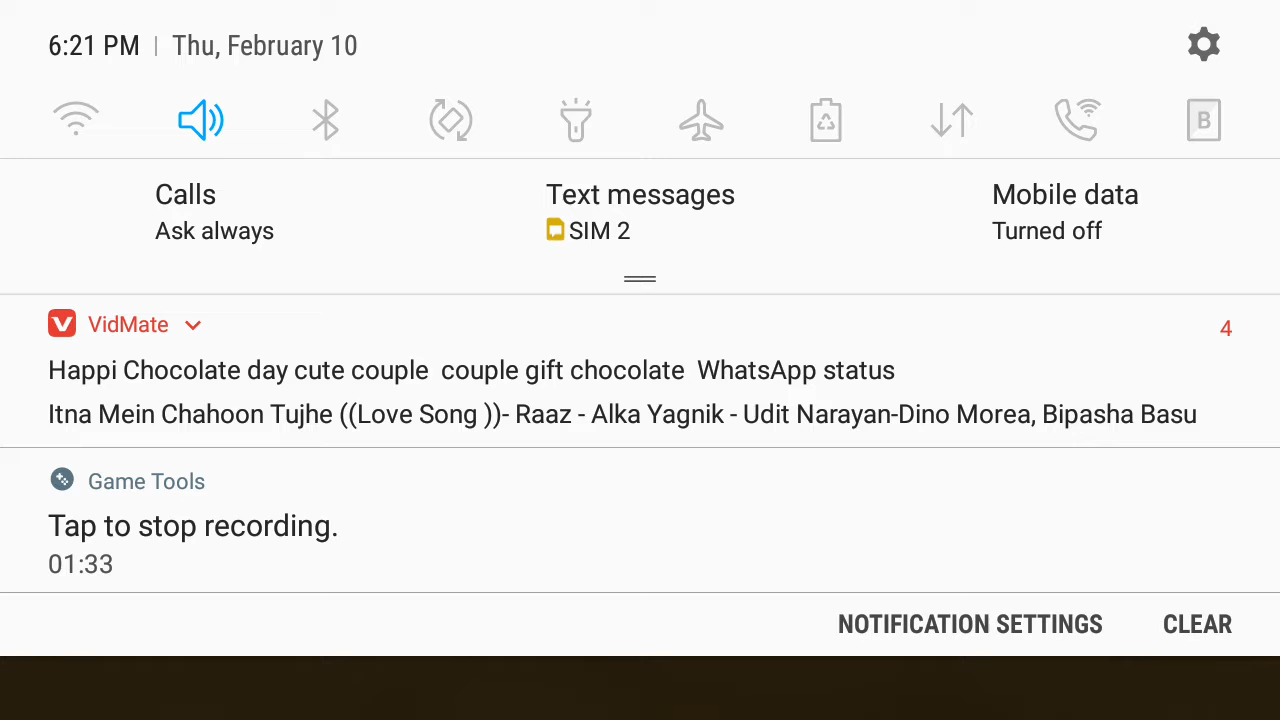 6:21 PM | Thu, February 10
B
Calls Text messages Mobile data
Ask always SIM 2 Turned off
VidMate 4
Happi Chocolate day cute couple couple gift chocolate WhatsApp status
Itna Mein Chahoon Tujhe ((Love Song ))- Raaz - Alka Yagnik - Udit Narayan-Dino Morea, Bipasha Basu
Game Tools
Tap to stop recording.
01:33
NOTIFICATION SETTINGS CLEAR